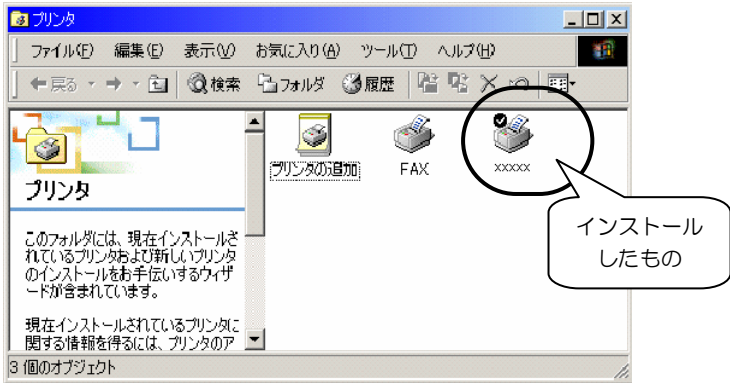 プリンタ
ファイル(F) 編集(E) 表示(V) お気に入り(A) ツール(T) ヘルプ(H)
戻る 検索 フォルダ 履歴
プリンタ
このフォルダには、現在インストールさ
れているプリンタおよび新しいプリンタ
のインストールをお手伝いするウィザ
ードが含まれています。
現在インストールされているプリンタに
関する情報を得るには、プリンタのア
プリンタの追加 FAX xxxxx
インストール
したもの
3 個のオブジェクト